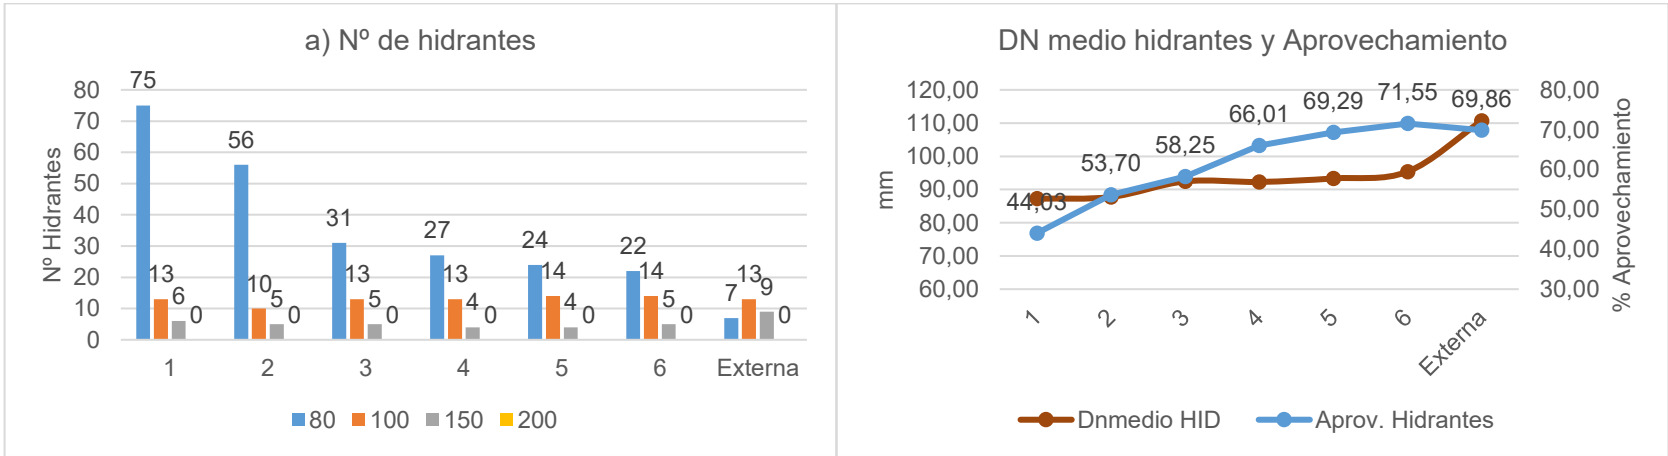 a) Nº de hidrantes
Nº Hidrantes
80
70
60
50
40
30
20
10
0
75 13 6 0
56 10 5 0
31 13 5 0
27 13 4 0
24 14 4 0
22 14 5 0
7 13 9 0
1 2 3 4 5 6 Externa
80 100 150 200
DN medio hidrantes y Aprovechamiento
mm
120,00
110,00
100,00
90,00
80,00
70,00
60,00
44,03 53,70 58,25 66,01 69,29 71,55 69,86
80,00
70,00
60,00
50,00
40,00
30,00
% Aprovechamiento
1 2 3 4 5 6 Externa
Dnmedio HID Aprov. Hidrantes